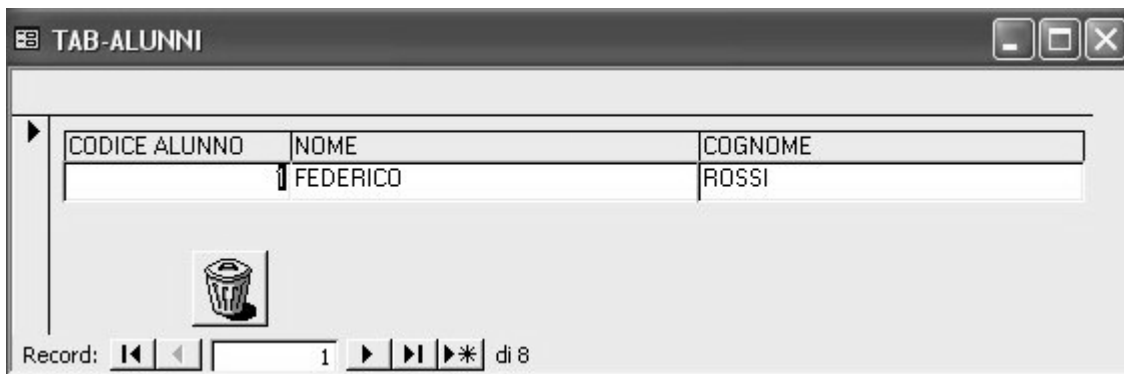 TAB-ALUNNI
CODICE ALUNNO NOME COGNOME
1 FEDERICO ROSSI
Record: 1 di 8